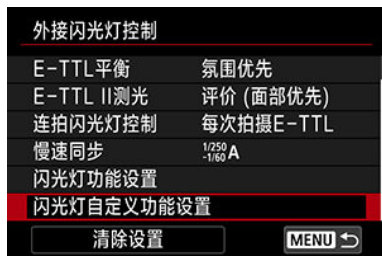 外接闪光灯控制
E-TTL平衡 氛围优先
E-TTL II测光 评价 (面部优先)
连拍闪光灯控制 每次拍摄E-TTL
慢速同步 1/250-1/60 A
闪光灯功能设置
闪光灯自定义功能设置
清除设置 MENU